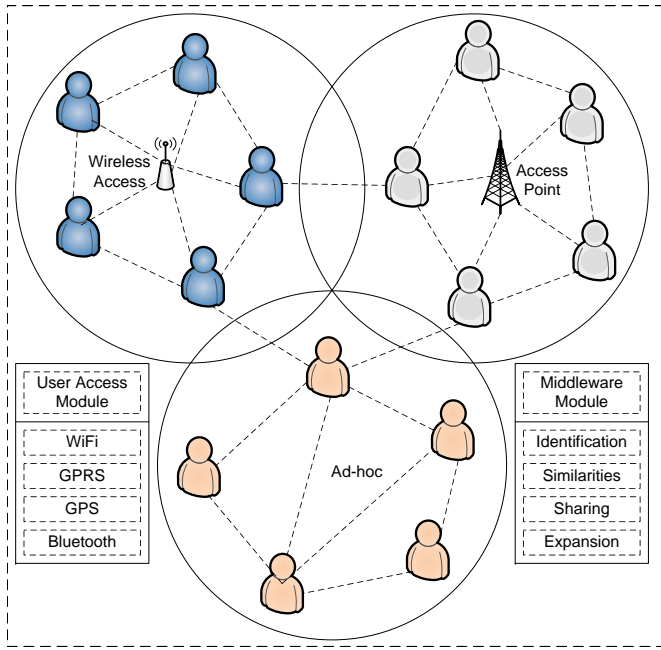 Wireless
Access
Access
Point
User Access
Module
WiFi
GPRS
GPS
Bluetooth
Ad-hoc
Middleware
Module
Identification
Similarities
Sharing
Expansion